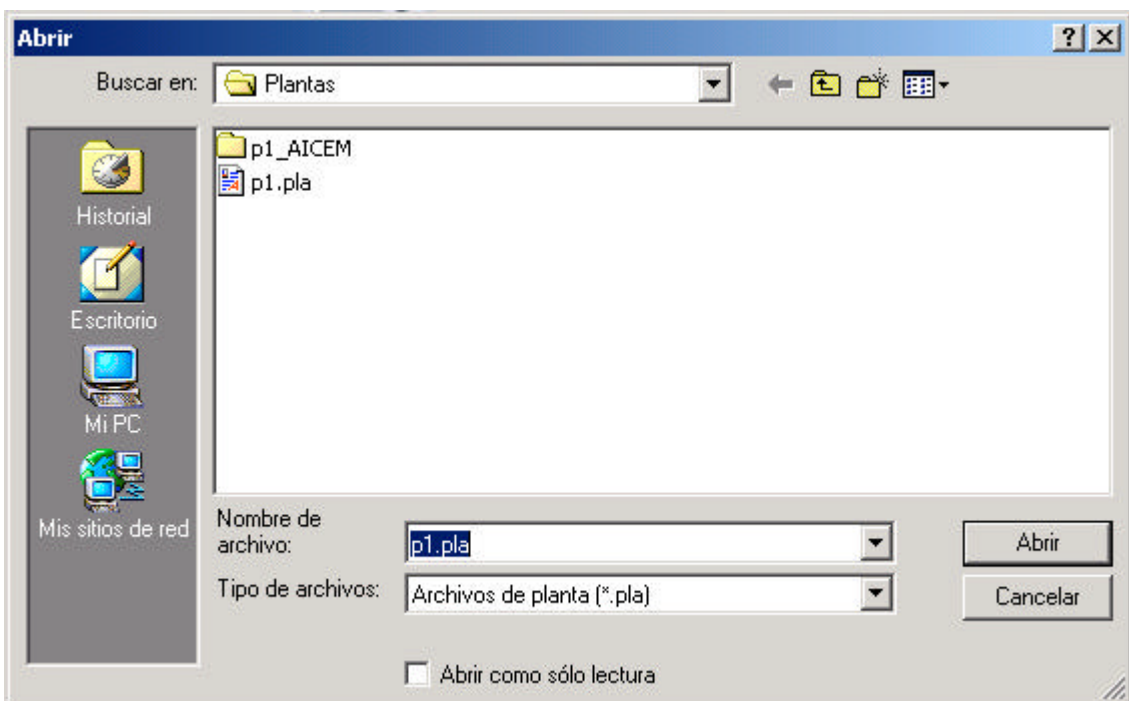 Abrir
Buscar en: Plantas
p1_AICEM
p1.pla
Historial
Escritorio
Mi PC
Mis sitios de red
Nombre de
archivo: p1.pla
Abrir
Tipo de archivos: Archivos de planta (*.pla)
Cancelar
Abrir como sólo lectura